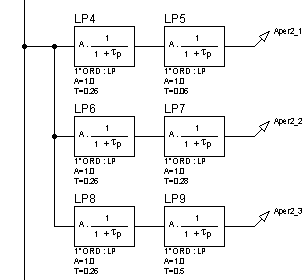 LP4 LP5
A . 1 / 1 + τp A . 1 / 1 + τp Aper2_1
1°ORD : LP 1°ORD : LP
A=1.0 A=1.0
T=0.26 T=0.06
LP6 LP7
A . 1 / 1 + τp A . 1 / 1 + τp Aper2_2
1°ORD : LP 1°ORD : LP
A=1.0 A=1.0
T=0.26 T=0.28
LP8 LP9
A . 1 / 1 + τp A . 1 / 1 + τp Aper2_3
1°ORD : LP 1°ORD : LP
A=1.0 A=1.0
T=0.26 T=0.5